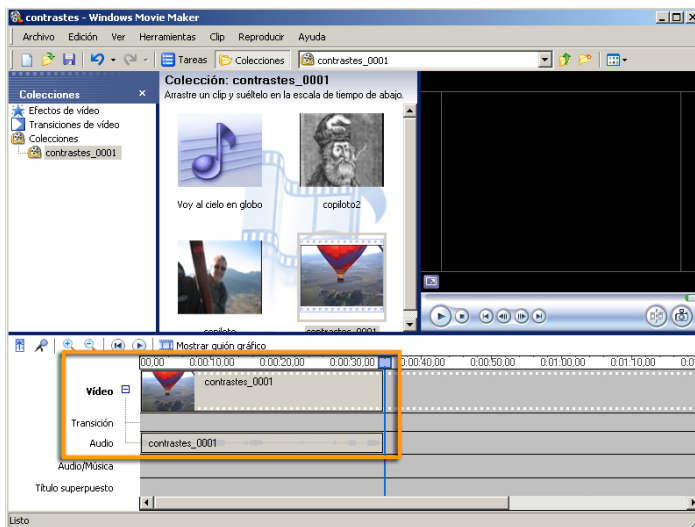 contrastes - Windows Movie Maker
Archivo Edición Ver Herramientas Clip Reproducir Ayuda
Tareas Colecciones contrastes_0001
Colecciones
Efectos de vídeo
Transiciones de vídeo
Colecciones
contrastes_0001
Colección: contrastes_0001
Arrastre un clip y suéltelo en la escala de tiempo de abajo.
Voy al cielo en globo
copiloto2
copiloto
contrastes_0001
Mostrar guión gráfico
00,00 0:00:10,00 0:00:20,00 0:00:30,00 0:00:40,00 0:00:50,00 0:01:00,00 0:01:10,00 0:0
Vídeo
contrastes_0001
Transición
Audio
contrastes_0001
Audio/Música
Título superpuesto
Listo